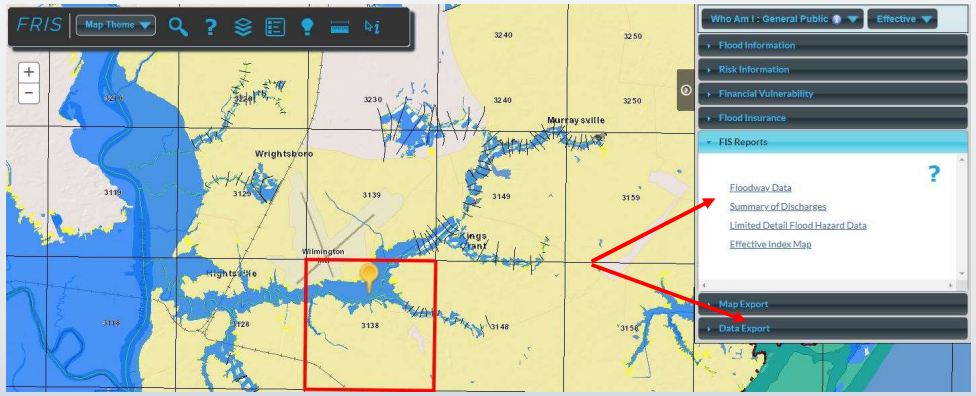 FRIS Map Theme ?
Who Am I : General Public Effective
Flood Information
Risk Information
Financial Vulnerability
Flood Insurance
FIS Reports
?
Floodway Data
Summary of Discharges
Limited Detail Flood Hazard Data
Effective Index Map
Map Export
Data Export
+
−
3240
3250
3230
3240
3250
Murraysville
Wrightsboro
3119
3129
3139
3149
3159
Kings
Grant
Wilmington
Intl
3118
3128
3138
3148
3158